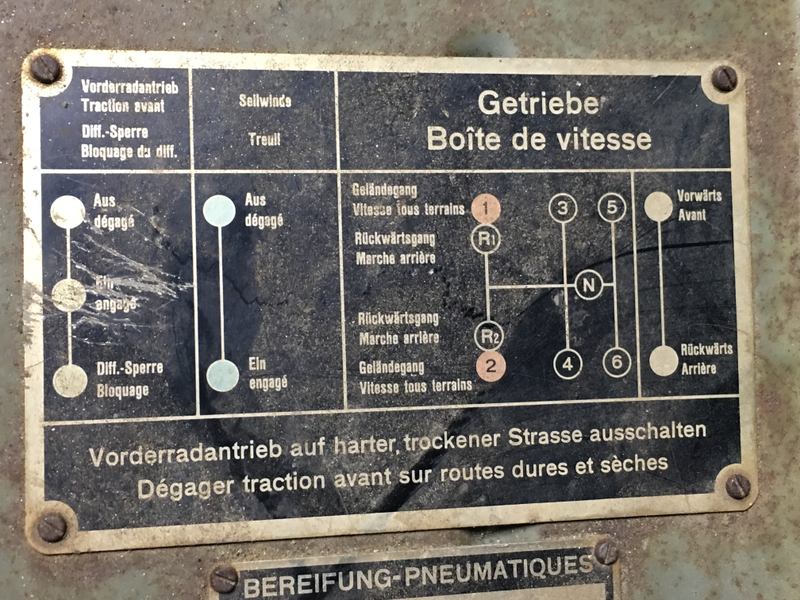 Vorderradantrieb
Traction avant
Diff.-Sperre
Bloquage du diff.
Seilwinde
Treuil
Getriebe
Boîte de vitesse
Aus
dégagé
Ein
engagé
Diff.-Sperre
Bloquage
Aus
dégagé
Ein
engagé
Geländegang
Vitesse tous terrains
1
3
5
Rückwärtsgang
Marche arrière
R1
N
Rückwärtsgang
Marche arrière
R2
Geländegang
Vitesse tous terrains
2
4
6
Vorwärts
Avant
Rückwärts
Arrière
Vorderradantrieb auf harter, trockener Strasse ausschalten
Dégager traction avant sur routes dures et sèches
BEREIFUNG-PNEUMATIQUES